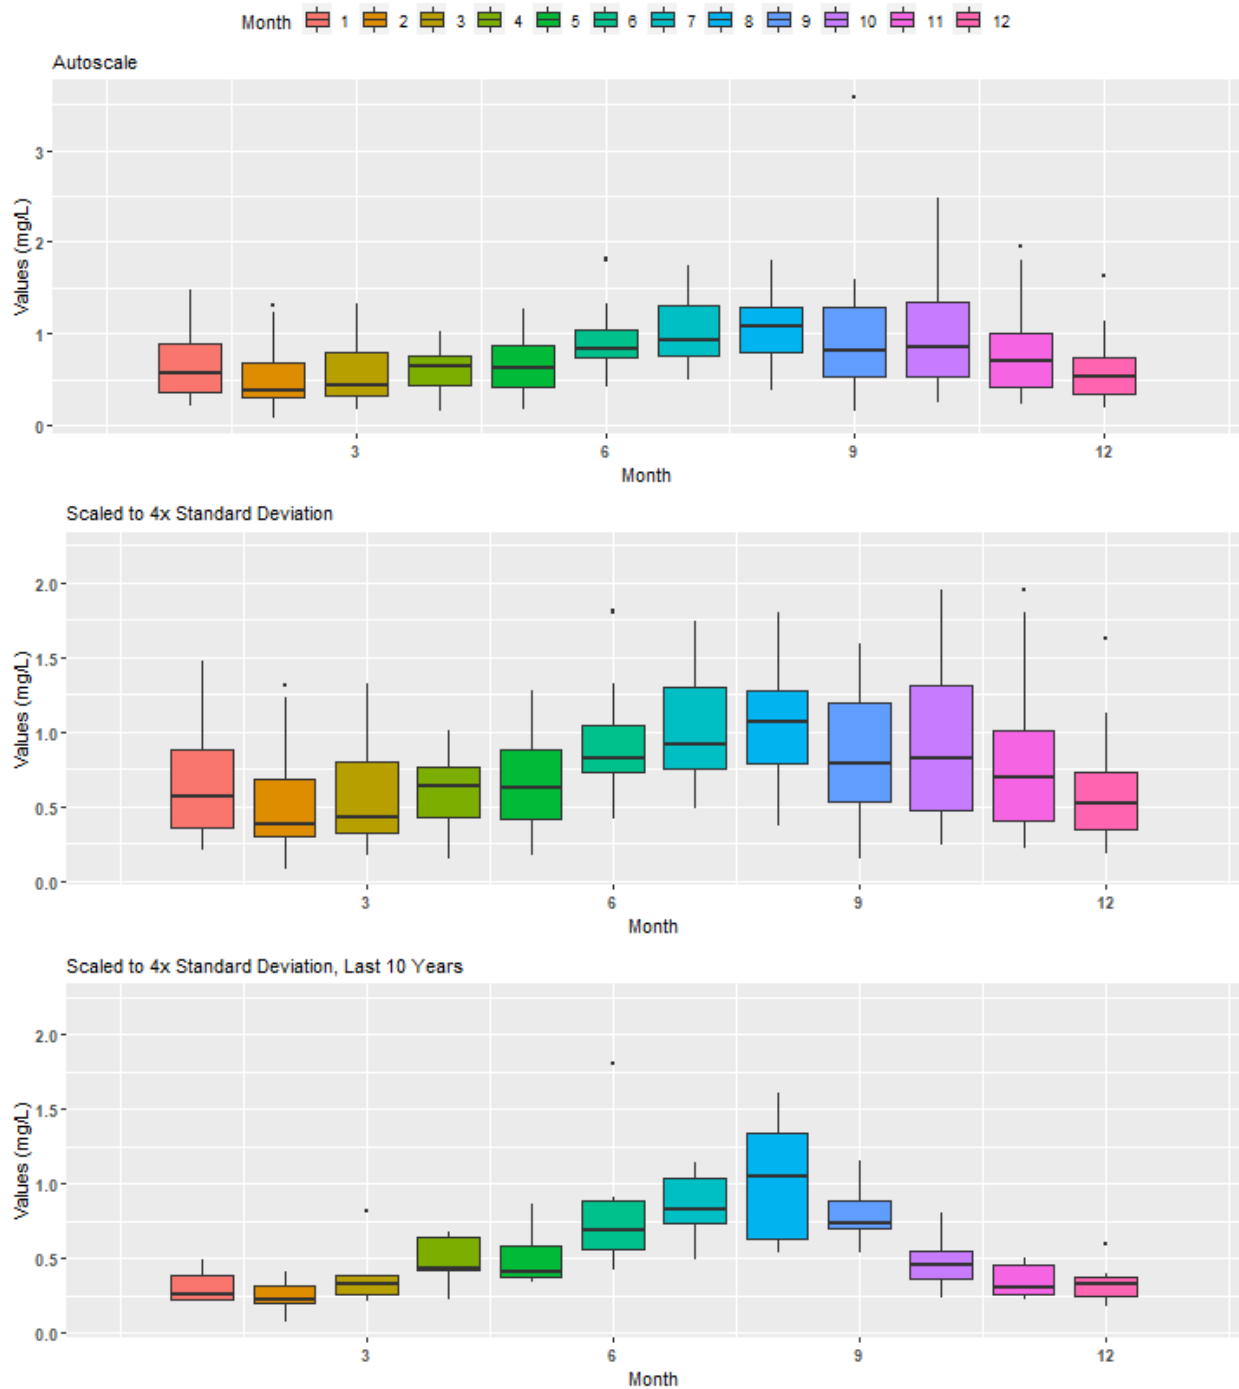 Month 1 2 3 4 5 6 7 8 9 10 11 12
Autoscale
Values (mg/L)
3
2
1
0
3 6 9 12
Month
Scaled to 4x Standard Deviation
Values (mg/L)
2.0
1.5
1.0
0.5
0.0
3 6 9 12
Month
Scaled to 4x Standard Deviation, Last 10 Years
Values (mg/L)
2.0
1.5
1.0
0.5
0.0
3 6 9 12
Month